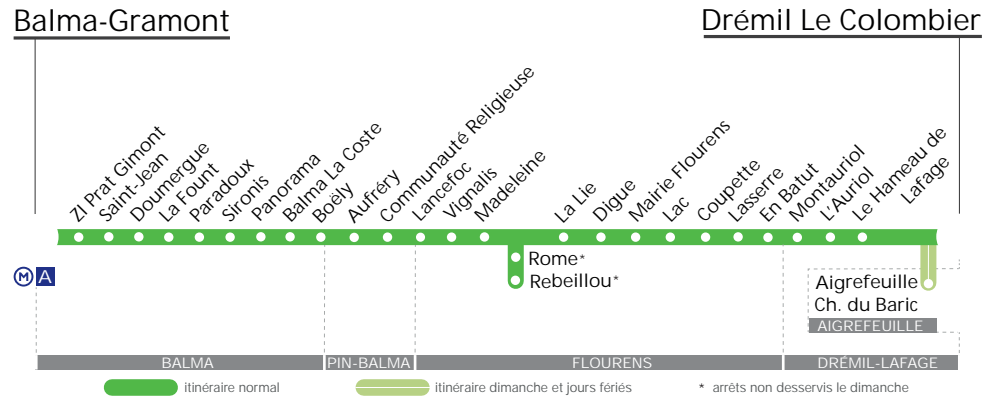 Balma-Gramont
Drémil Le Colombier
ZI Prat Gimont
Saint-Jean
Doumergue
La Fount
Paradoux
Sironis
Panorama
Balma La Coste
Boëly
Aufréry
Communauté Religieuse
Lancefoc
Vignalis
Madeleine
La Lie
Digue
Mairie Flourens
Lac
Coupette
Lasserre
En Batut
Montauriol
L'Auriol
Le Hameau de
Lafage
Rome*
Rebeillou*
M A
Aigrefeuille
Ch. du Baric
AIGREFEUILLE
BALMA
PIN-BALMA
FLOURENS
DRÉMIL-LAFAGE
itinéraire normal
itinéraire dimanche et jours fériés
* arrêts non desservis le dimanche